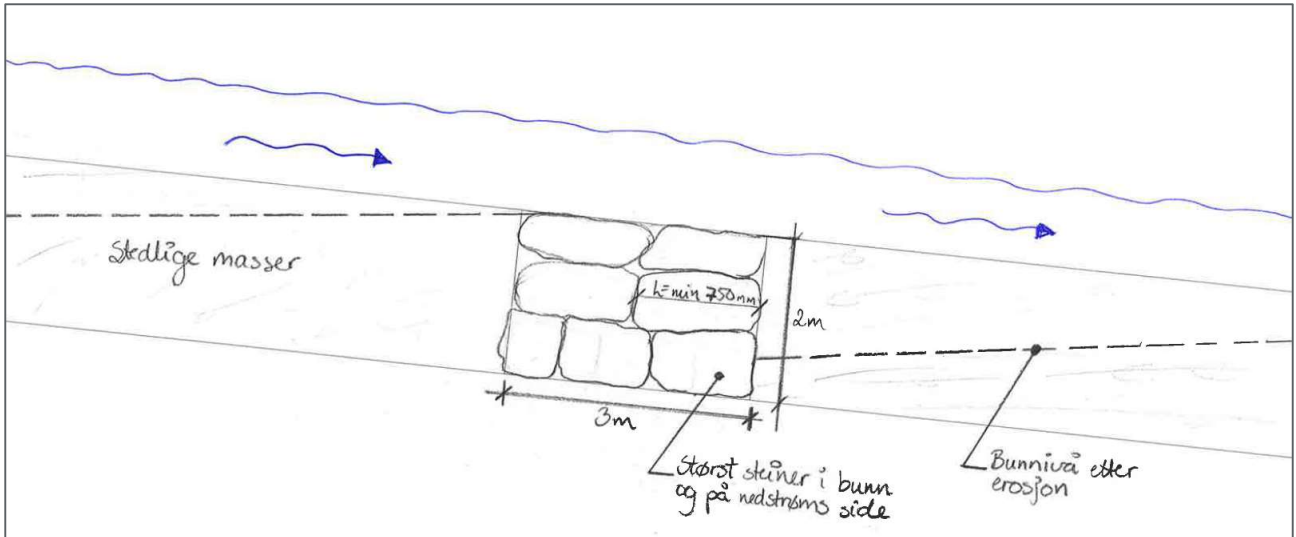 Stedlige masser
L=min 750mm
2m
3m
Størst steiner i bunn
og på nedstrøms side
Bunnivå etter
erosjon